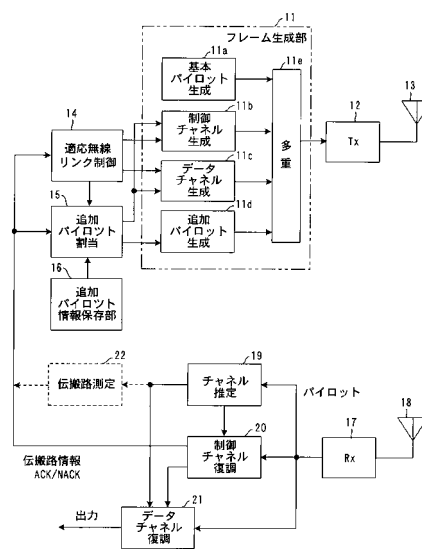 11
フレーム生成部
11a
基本
パイロット
生成
11e
多
重
14
適応無線
リンク制御
11b
制御
チャネル
生成
12
Tx
13
11c
データ
チャネル
生成
15
追加
パイロツト
割当
11d
追加
パイロット
生成
16
追加
パイロツト
情報保存部
22
伝搬路測定
19
チャネル
推定
パイロット
18
17
Rx
20
制御
チャネル
復調
伝搬路情報
ACK/NACK
21
データ
チャネル
復調
出力